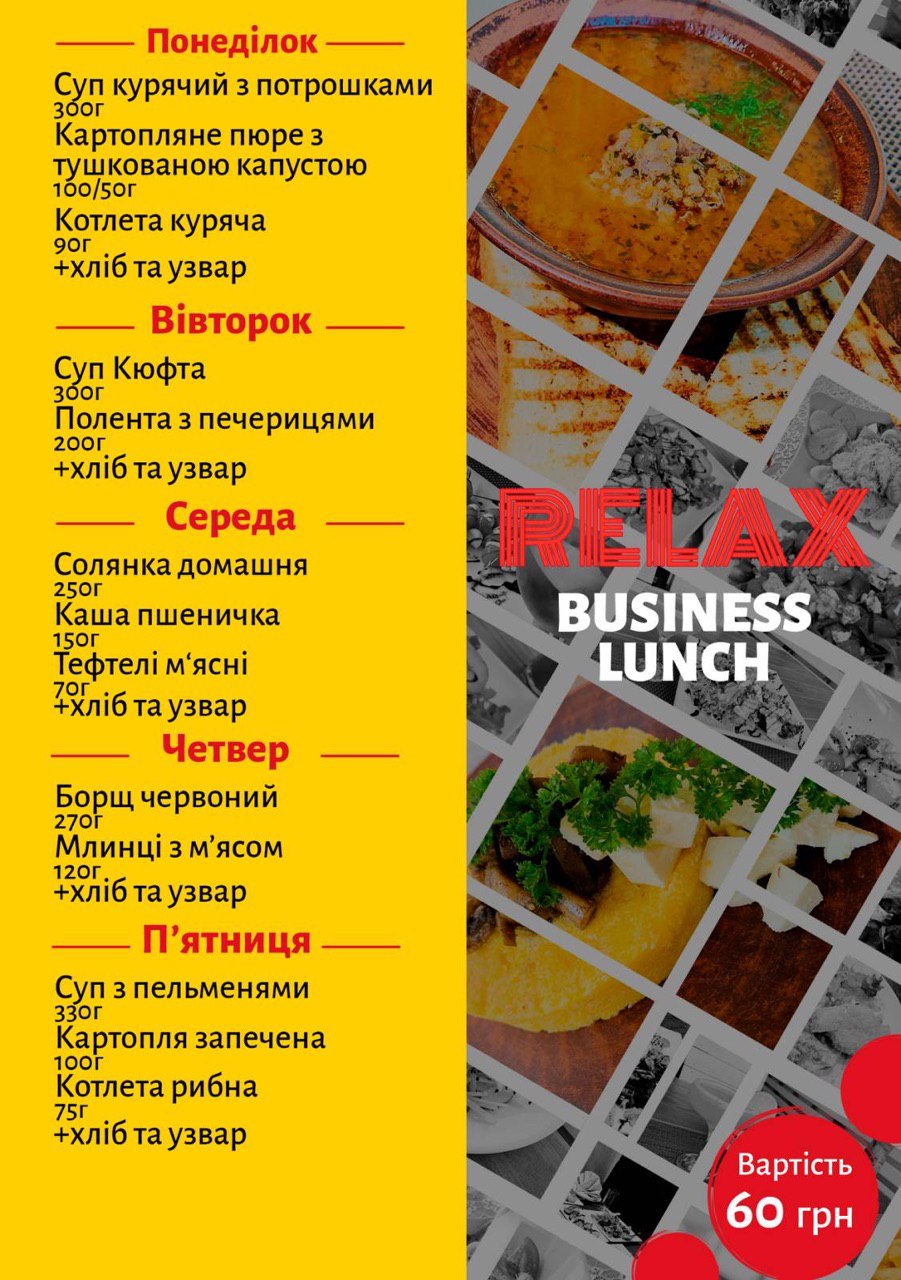 Понеділок
Суп курячий з потрошками
300г
Картопляне пюре з
тушкованою капустою
100/50г
Котлета куряча
90г
+хліб та узвар
Вівторок
Суп Кюфта
300г
Полента з печерицями
200г
+хліб та узвар
Середа
Солянка домашня
250г
Каша пшеничка
150г
Тефтелі м‘ясні
70г
+хліб та узвар
Четвер
Борщ червоний
270г
Млинці з м’ясом
120г
+хліб та узвар
П’ятниця
Суп з пельменями
330г
Картопля запечена
100г
Котлета рибна
75г
+хліб та узвар
RELAX
BUSINESS
LUNCH
Вартість
60 грн